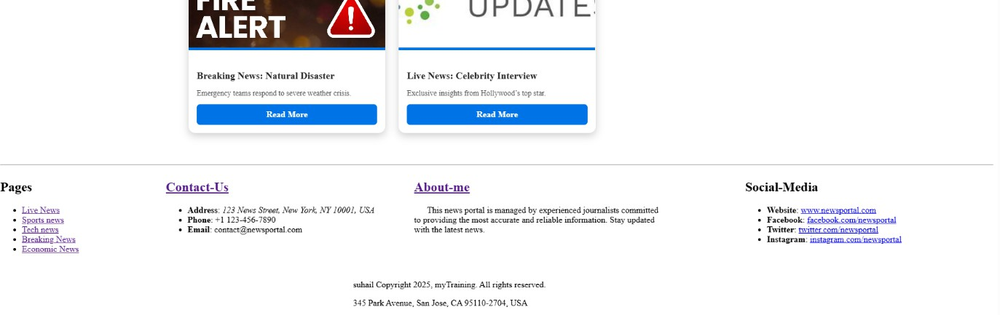 FIRE
ALERT
UPDATES
Breaking News: Natural Disaster
Emergency teams respond to severe weather crisis.
Read More
Live News: Celebrity Interview
Exclusive insights from Hollywood’s top star.
Read More
Pages
Live News
Sports news
Tech news
Breaking News
Economic News
Contact-Us
Address: 123 News Street, New York, NY 10001, USA
Phone: +1 123-456-7890
Email: contact@newsportal.com
About-me
This news portal is managed by experienced journalists committed
to providing the most accurate and reliable information. Stay updated
with the latest news.
Social-Media
Website: www.newsportal.com
Facebook: facebook.com/newsportal
Twitter: twitter.com/newsportal
Instagram: instagram.com/newsportal
suhail Copyright 2025, myTraining. All rights reserved.
345 Park Avenue, San Jose, CA 95110-2704, USA